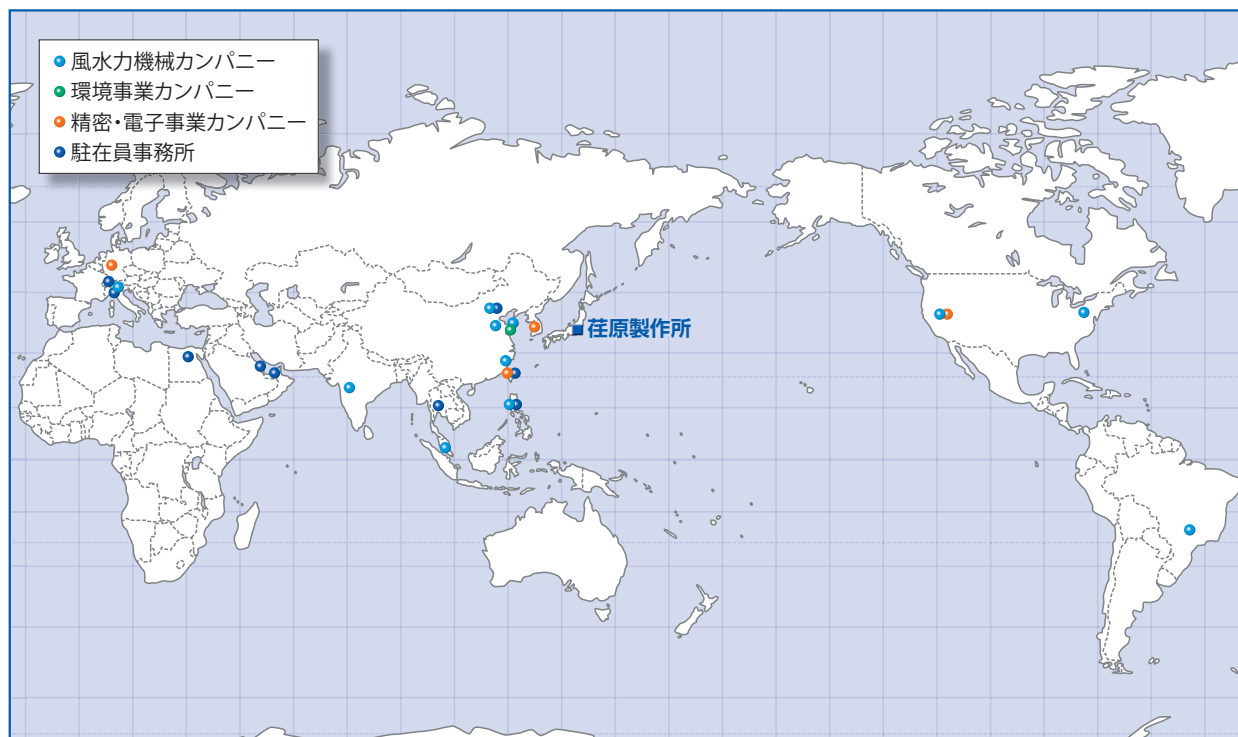 風水力機械カンパニー
環境事業カンパニー
精密・電子事業カンパニー
駐在員事務所
荏原製作所